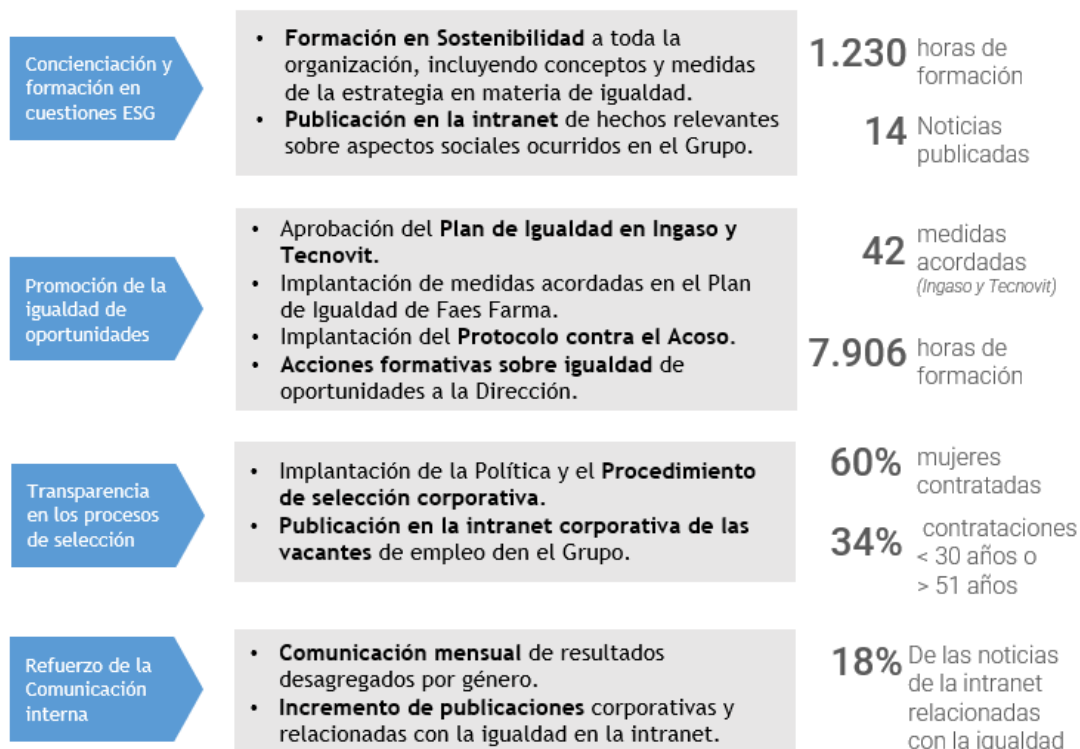 Concienciación y
formación en
cuestiones ESG
• Formación en Sostenibilidad a toda la
organización, incluyendo conceptos y medidas
de la estrategia en materia de igualdad.
• Publicación en la intranet de hechos relevantes
sobre aspectos sociales ocurridos en el Grupo.
1.230 horas de
formación
14 Noticias
publicadas
Promoción de la
igualdad de
oportunidades
• Aprobación del Plan de Igualdad en Ingaso y
Tecnovit.
• Implantación de medidas acordadas en el Plan
de Igualdad de Faes Farma.
• Implantación del Protocolo contra el Acoso.
• Acciones formativas sobre igualdad de
oportunidades a la Dirección.
42 medidas
acordadas
(Ingaso y Tecnovit)
7.906 horas de
formación
Transparencia
en los procesos
de selección
• Implantación de la Política y el Procedimiento
de selección corporativa.
• Publicación en la intranet corporativa de las
vacantes de empleo den el Grupo.
60% mujeres
contratadas
34% contrataciones
< 30 años o
> 51 años
Refuerzo de la
Comunicación
interna
• Comunicación mensual de resultados
desagregados por género.
• Incremento de publicaciones corporativas y
relacionadas con la igualdad en la intranet.
18% De las noticias
de la intranet
relacionadas
con la igualdad